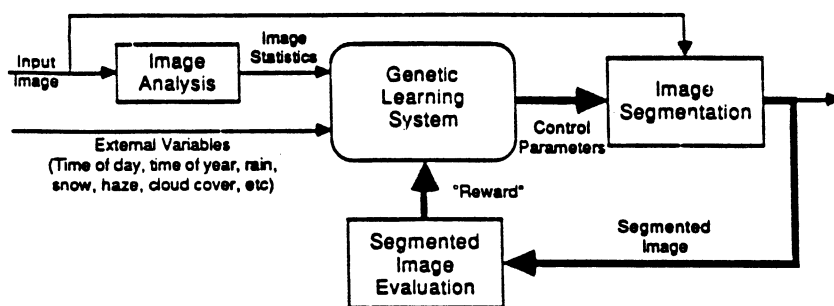 Input
Image
Image
Analysis
Image
Statistics
Genetic
Learning
System
Control
Parameters
Image
Segmentation
External Variables
(Time of day, time of year, rain,
snow, haze, cloud cover, etc)
"Reward"
Segmented
Image
Evaluation
Segmented
Image